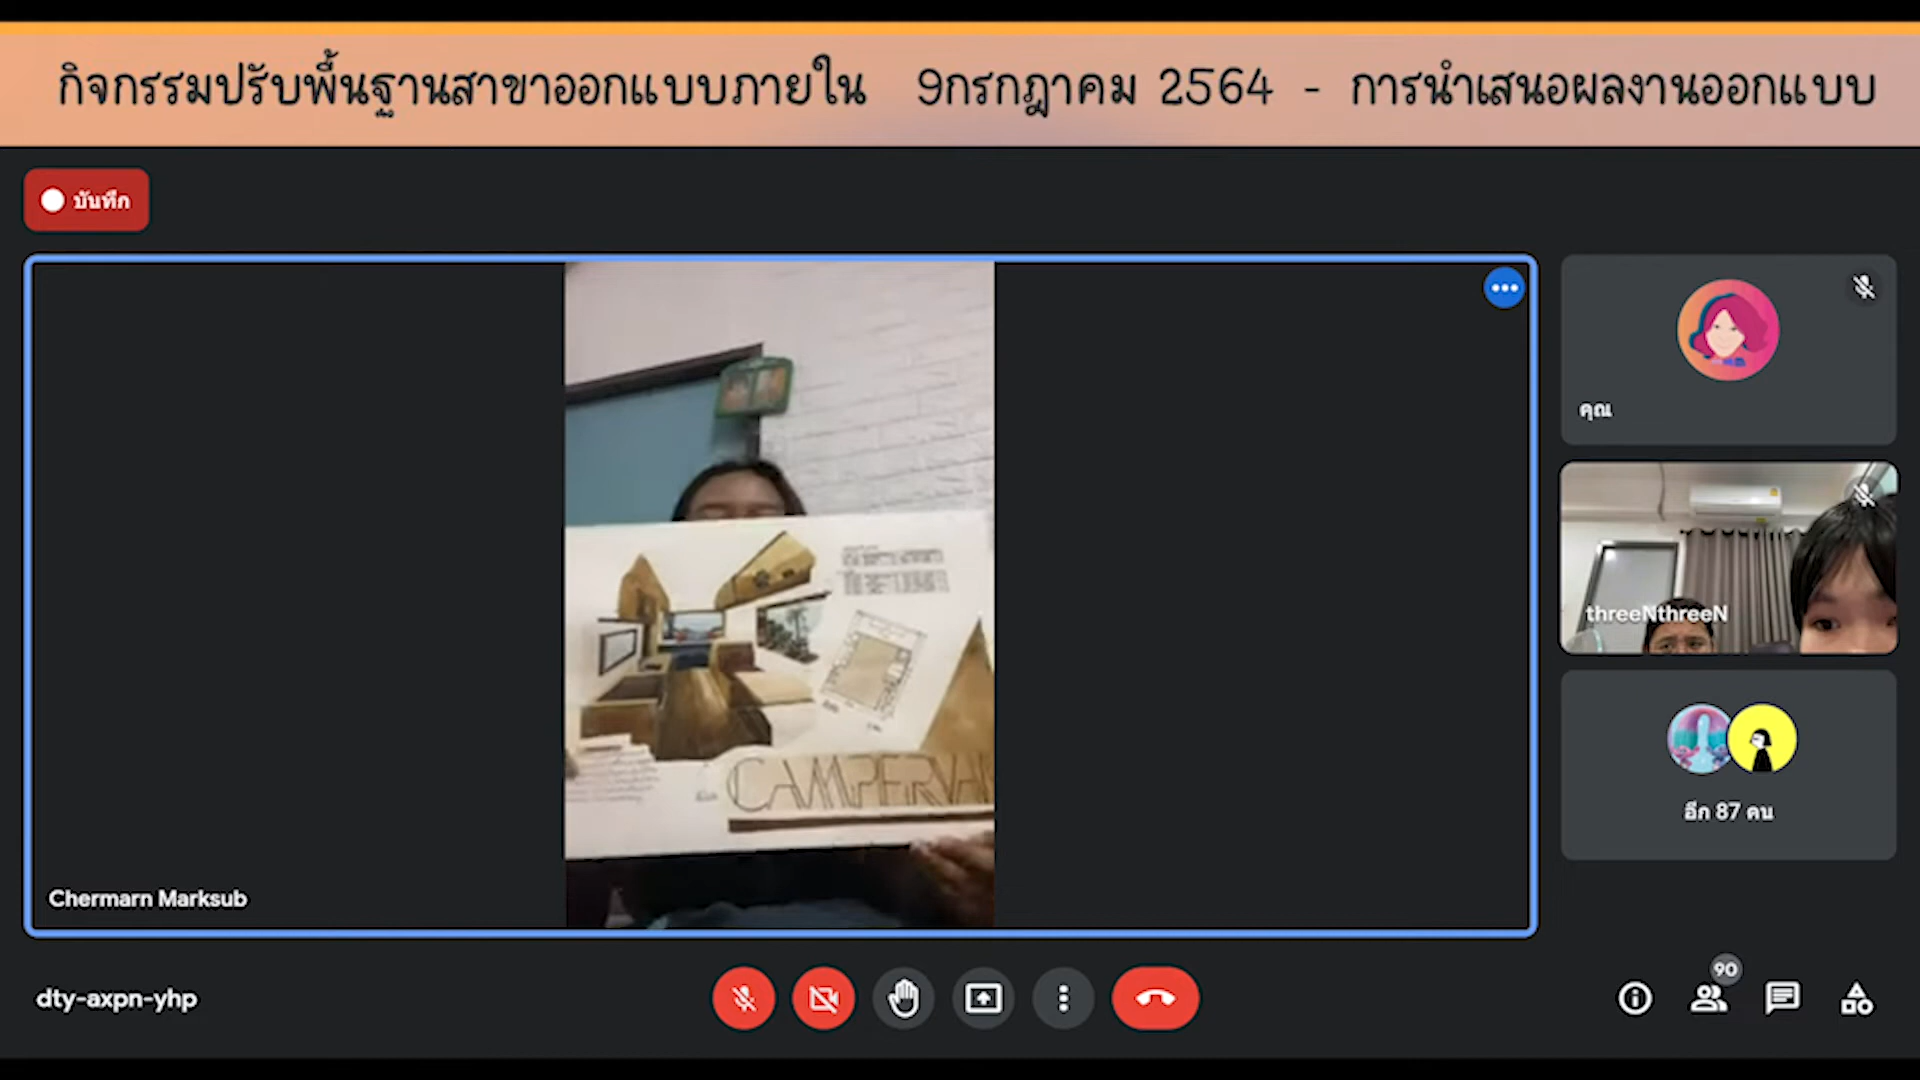 กิจกรรมปรับพื้นฐานสาขาออกแบบภายใน 9กรกฎาคม 2564 - การนำเสนอผลงานออกแบบ
บันทึก
คุณ
threeNthreeN
CAMPERVAN
อีก 87 คน
Chermarn Marksub
dty-axpn-yhp
90